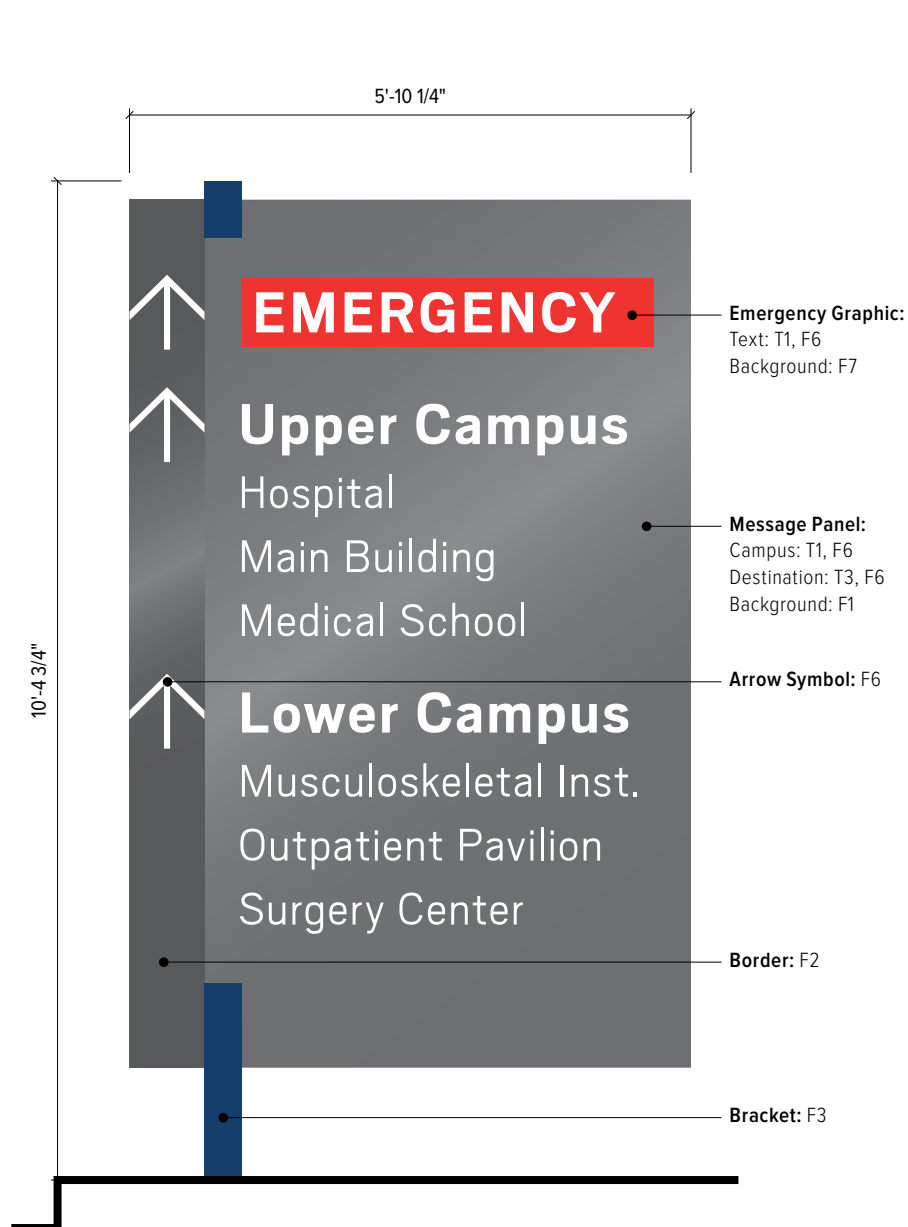 5'-10 1/4"
10'-4 3/4"
EMERGENCY
Upper Campus
Hospital
Main Building
Medical School
Lower Campus
Musculoskeletal Inst.
Outpatient Pavilion
Surgery Center
Emergency Graphic:
Text: T1, F6
Background: F7
Message Panel:
Campus: T1, F6
Destination: T3, F6
Background: F1
Arrow Symbol: F6
Border: F2
Bracket: F3